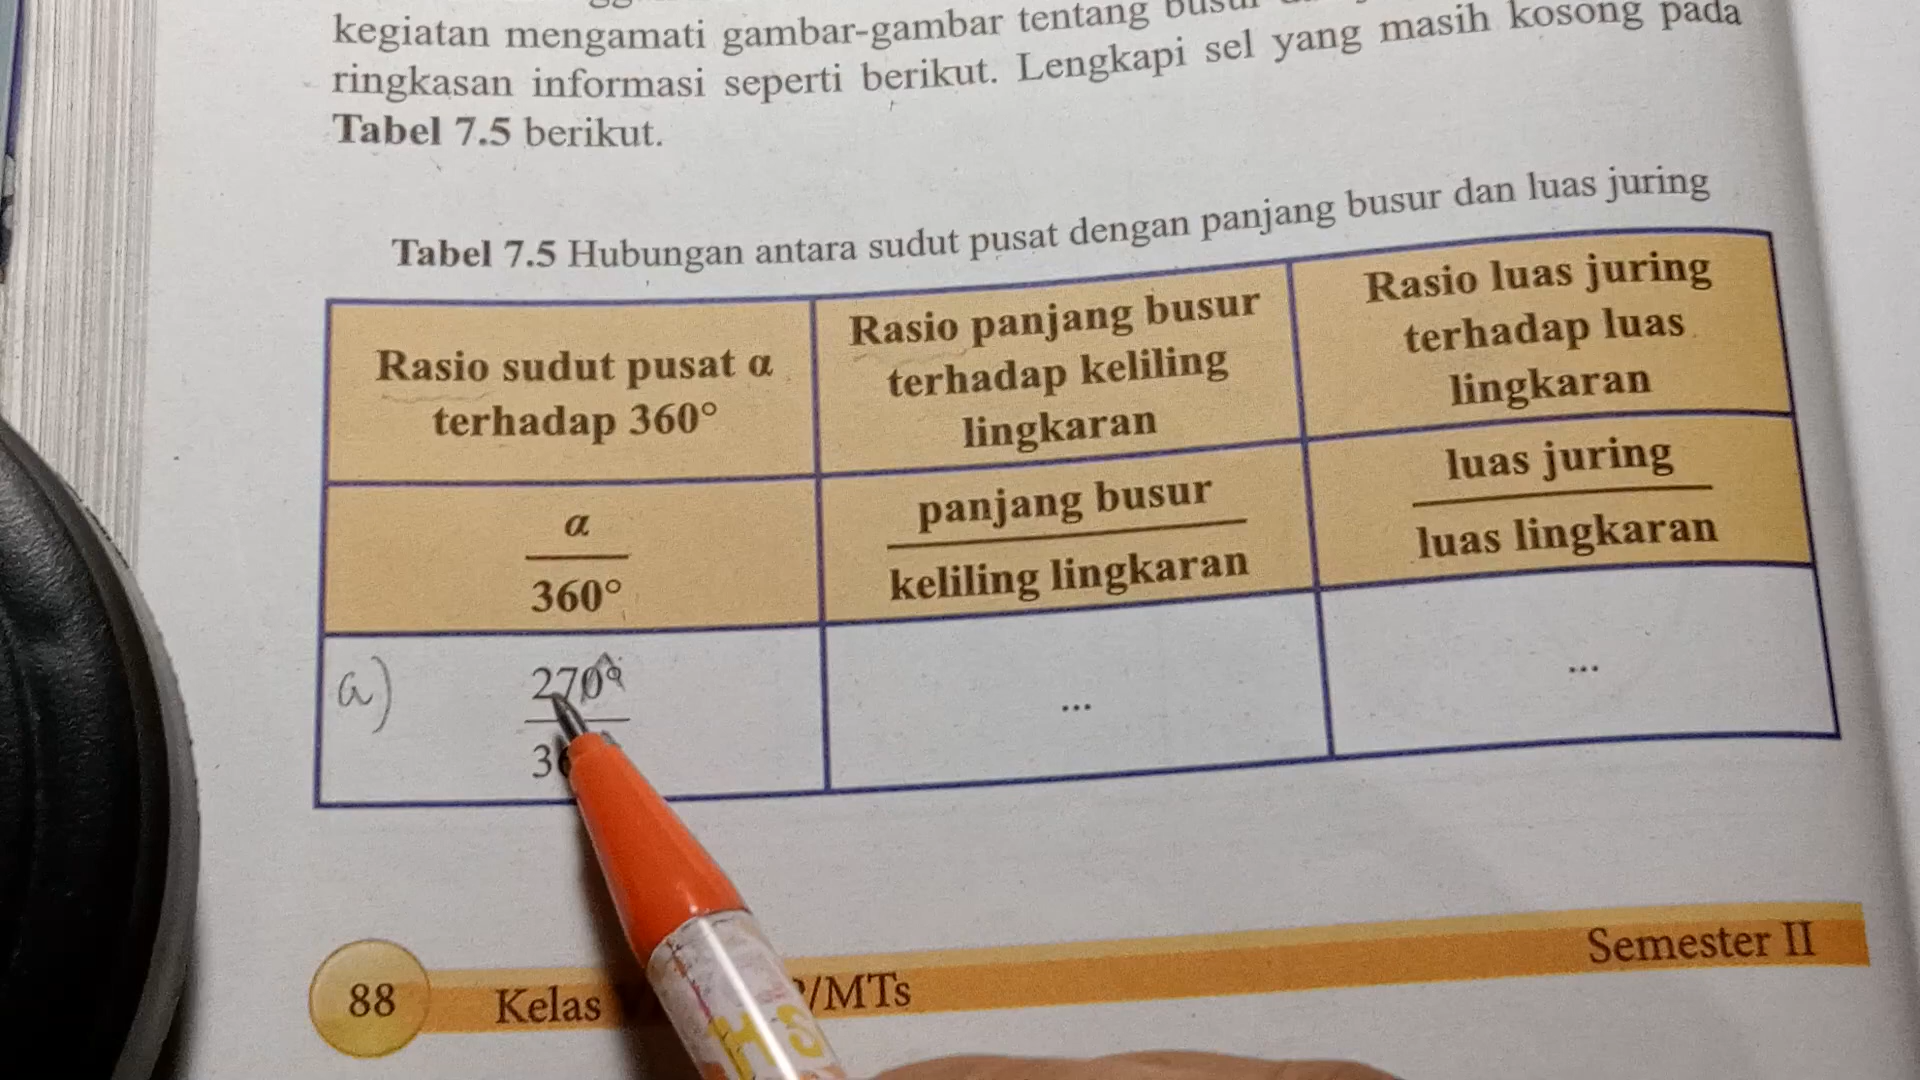 kegiatan mengamati gambar-gambar tentang
ringkasan informasi seperti berikut. Lengkapi sel yang masih kosong pada
Tabel 7.5 berikut.
Tabel 7.5 Hubungan antara sudut pusat dengan panjang busur dan luas juring
Rasio sudut pusat α
terhadap 360°
Rasio panjang busur
terhadap keliling
lingkaran
Rasio luas juring
terhadap luas
lingkaran
α
360°
panjang busur
keliling lingkaran
luas juring
luas lingkaran
a)
270°
...
...
88
Kelas
/MTs
Semester II